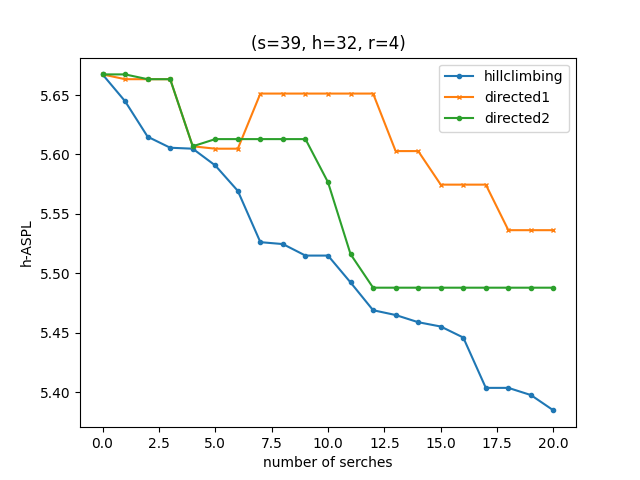 (s=39, h=32, r=4)
hillclimbing
directed1
directed2
h-ASPL
5.65
5.60
5.55
5.50
5.45
5.40
0.0 2.5 5.0 7.5 10.0 12.5 15.0 17.5 20.0
number of serches